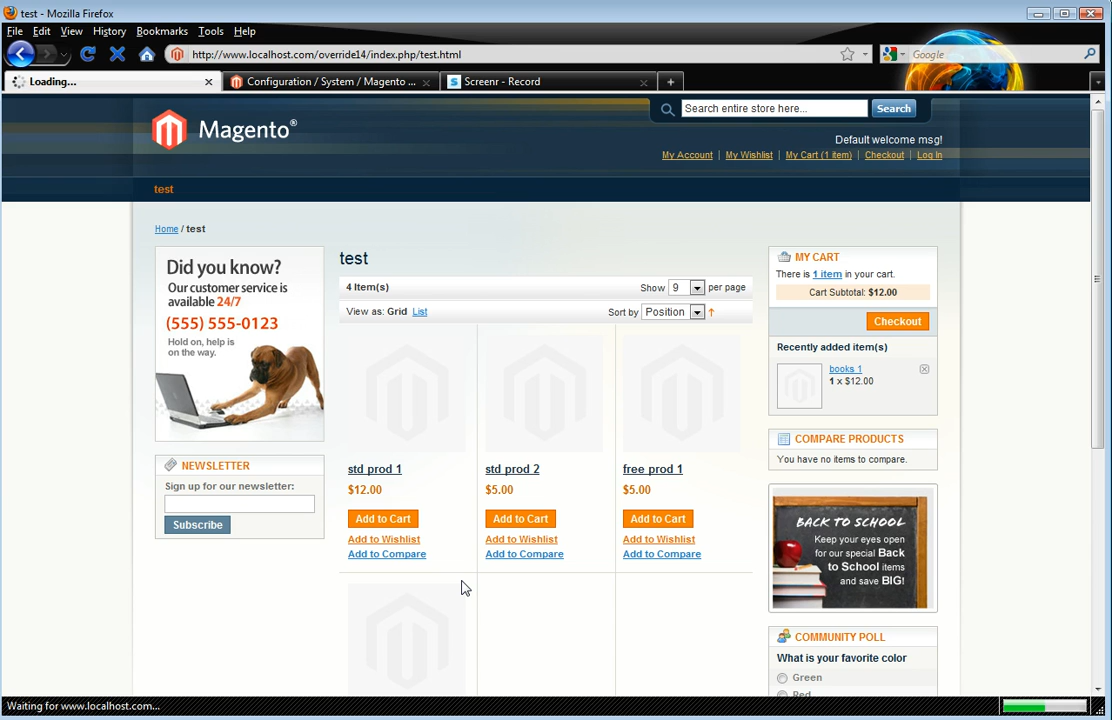 test - Mozilla Firefox
File Edit View History Bookmarks Tools Help
http://www.localhost.com/override14/index.php/test.html
Google
Loading...
Configuration / System / Magento ...
Screenr - Record
Magento®
Search entire store here...
Search
Default welcome msg!
My Account | My Wishlist | My Cart (1 item) | Checkout | Log In
test
Home / test
Did you know?
Our customer service is
available 24/7
(555) 555-0123
Hold on, help is
on the way.
NEWSLETTER
Sign up for our newsletter:
Subscribe
test
4 Item(s)
Show 9 per page
View as: Grid List
Sort by Position
std prod 1
$12.00
Add to Cart
Add to Wishlist
Add to Compare
std prod 2
$5.00
Add to Cart
Add to Wishlist
Add to Compare
free prod 1
$5.00
Add to Cart
Add to Wishlist
Add to Compare
MY CART
There is 1 item in your cart.
Cart Subtotal: $12.00
Checkout
Recently added item(s)
books 1
1 x $12.00
COMPARE PRODUCTS
You have no items to compare.
BACK TO SCHOOL
Keep your eyes open
for our special Back
to School items
and save BIG!
COMMUNITY POLL
What is your favorite color
Green
Red
Waiting for www.localhost.com...